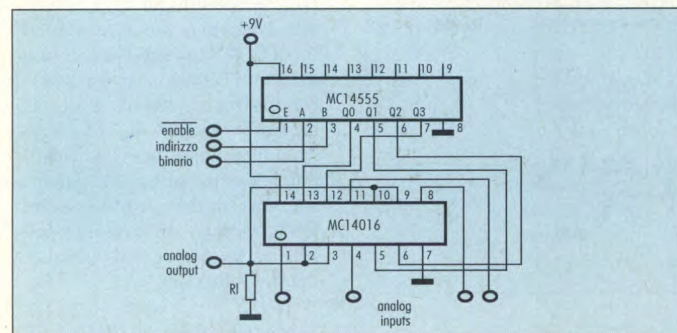 +9V
16 15 14 13 12 11 10 9
MC14555
E A B Q0 Q1 Q2 Q3
1 2 3 4 5 6 7 8
enable
indirizzo
binario
14 13 12 11 10 9 8
MC14016
1 2 3 4 5 6 7
analog
output
Rl
analog
inputs